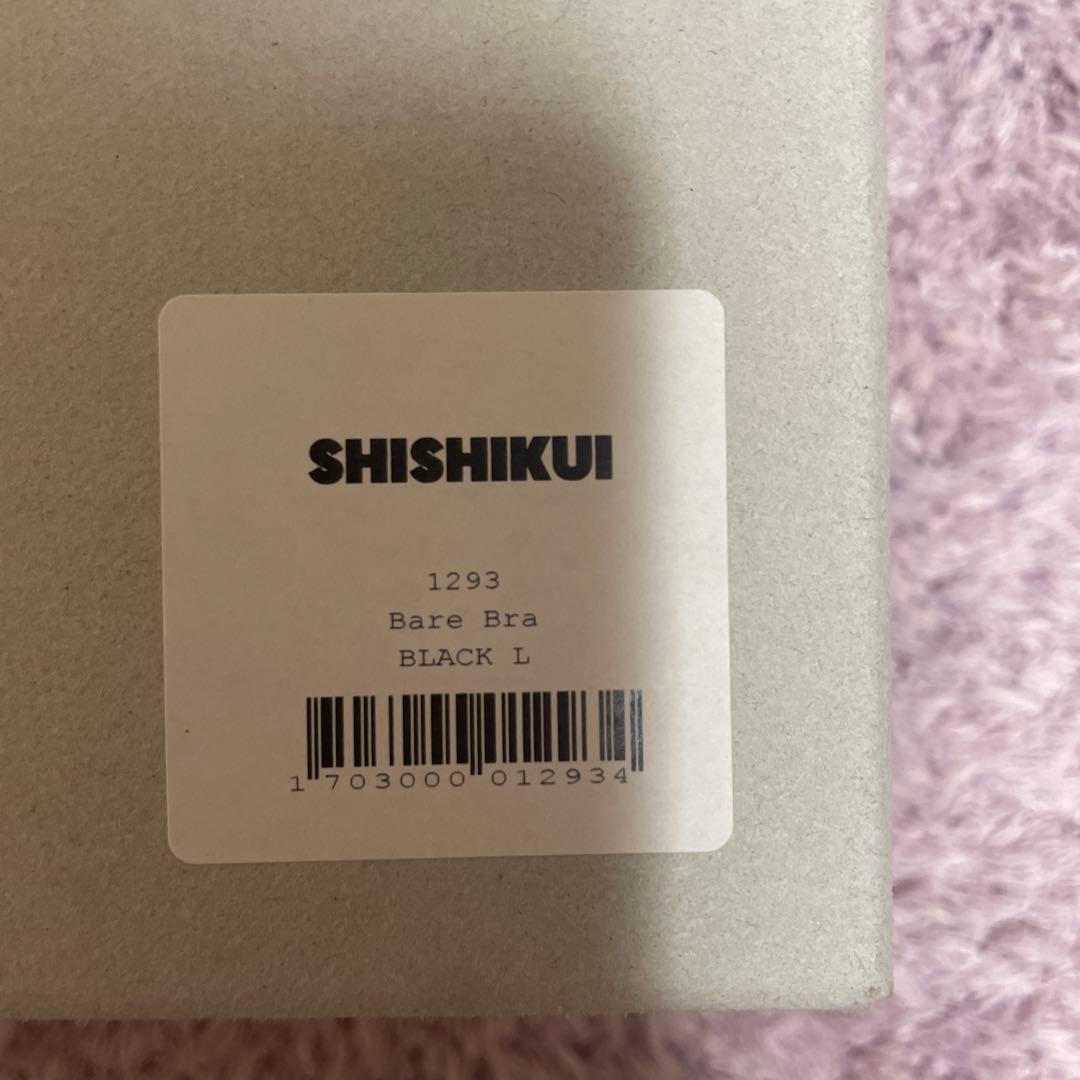 SHISHIKUI
1293
Bare Bra
BLACK L
1 703000 012934